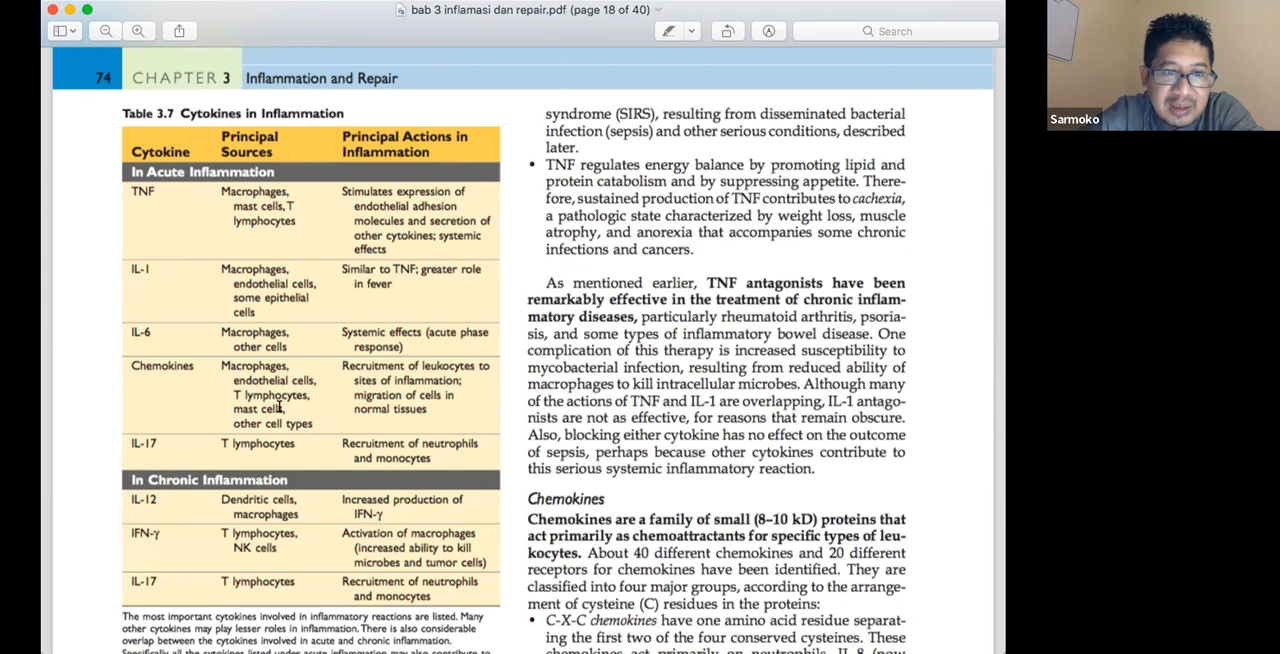 bab 3 inflamasi dan repair.pdf (page 18 of 40)
Search
Sarmoko
74 CHAPTER 3 Inflammation and Repair
Table 3.7 Cytokines in Inflammation
Cytokine
Principal
Sources
Principal Actions in
Inflammation
In Acute Inflammation
TNF
Macrophages,
mast cells, T
lymphocytes
Stimulates expression of
endothelial adhesion
molecules and secretion of
other cytokines; systemic
effects
IL-1
Macrophages,
endothelial cells,
some epithelial
cells
Similar to TNF; greater role
in fever
IL-6
Macrophages,
other cells
Systemic effects (acute phase
response)
Chemokines
Macrophages,
endothelial cells,
T lymphocytes,
mast cells,
other cell types
Recruitment of leukocytes to
sites of inflammation;
migration of cells in
normal tissues
IL-17
T lymphocytes
Recruitment of neutrophils
and monocytes
In Chronic Inflammation
IL-12
Dendritic cells,
macrophages
Increased production of
IFN-γ
IFN-γ
T lymphocytes,
NK cells
Activation of macrophages
(increased ability to kill
microbes and tumor cells)
IL-17
T lymphocytes
Recruitment of neutrophils
and monocytes
The most important cytokines involved in inflammatory reactions are listed. Many
other cytokines may play lesser roles in inflammation. There is also considerable
overlap between the cytokines involved in acute and chronic inflammation.
Specifically all the cytokines listed under acute inflammation may also contribute to
syndrome (SIRS), resulting from disseminated bacterial
infection (sepsis) and other serious conditions, described
later.
• TNF regulates energy balance by promoting lipid and
protein catabolism and by suppressing appetite. There-
fore, sustained production of TNF contributes to cachexia,
a pathologic state characterized by weight loss, muscle
atrophy, and anorexia that accompanies some chronic
infections and cancers.
As mentioned earlier, TNF antagonists have been
remarkably effective in the treatment of chronic inflam-
matory diseases, particularly rheumatoid arthritis, psoria-
sis, and some types of inflammatory bowel disease. One
complication of this therapy is increased susceptibility to
mycobacterial infection, resulting from reduced ability of
macrophages to kill intracellular microbes. Although many
of the actions of TNF and IL-1 are overlapping, IL-1 antago-
nists are not as effective, for reasons that remain obscure.
Also, blocking either cytokine has no effect on the outcome
of sepsis, perhaps because other cytokines contribute to
this serious systemic inflammatory reaction.
Chemokines
Chemokines are a family of small (8–10 kD) proteins that
act primarily as chemoattractants for specific types of leu-
kocytes. About 40 different chemokines and 20 different
receptors for chemokines have been identified. They are
classified into four major groups, according to the arrange-
ment of cysteine (C) residues in the proteins:
• C-X-C chemokines have one amino acid residue separat-
ing the first two of the four conserved cysteines. These
chemokines act primarily on neutrophils. IL-8 (now